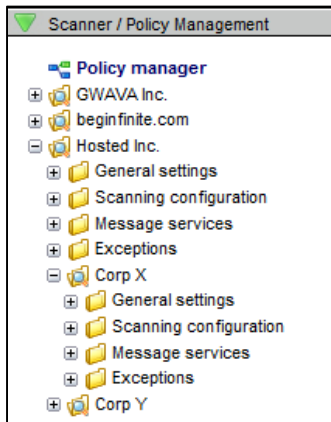 Scanner / Policy Management
Policy manager
GWAVA Inc.
beginfinite.com
Hosted Inc.
General settings
Scanning configuration
Message services
Exceptions
Corp X
General settings
Scanning configuration
Message services
Exceptions
Corp Y